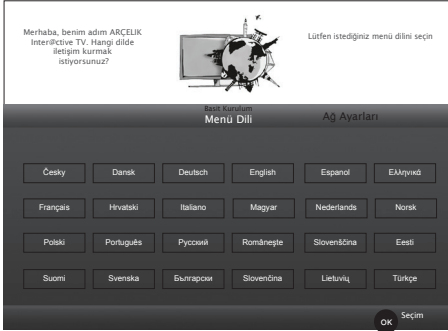 Merhaba, benim adım ARÇELIK
Inter@ctive TV. Hangi dilde
iletişim kurmak
istiyorsunuz?
Lütfen istediğiniz menü dilini seçin
Basit Kurulum
Menü Dili
Ağ Ayarları
Česky Dansk Deutsch English Espanol Ελληνικά
Français Hrvatski Italiano Magyar Nederlands Norsk
Polski Português Русский Româneşte Slovenščina Eesti
Suomi Svenska Български Slovenčina Lietuvių Türkçe
Seçim
OK